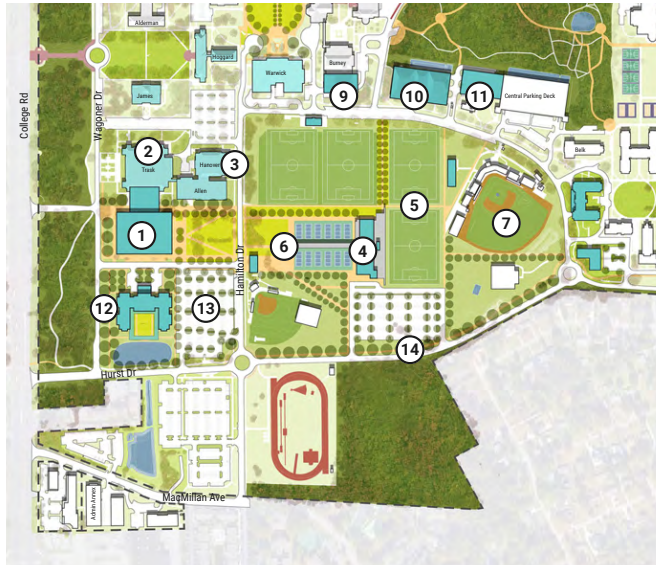 Alderman
Hoggard
Warwick
Burney
James
9
10
11
Central Parking Deck
College Rd
Wagoner Dr
2
Trask
Hanover
3
Allen
Belk
5
1
6
4
7
Hamilton Dr
12
13
14
Hurst Dr
MacMillan Ave
Admin Annex